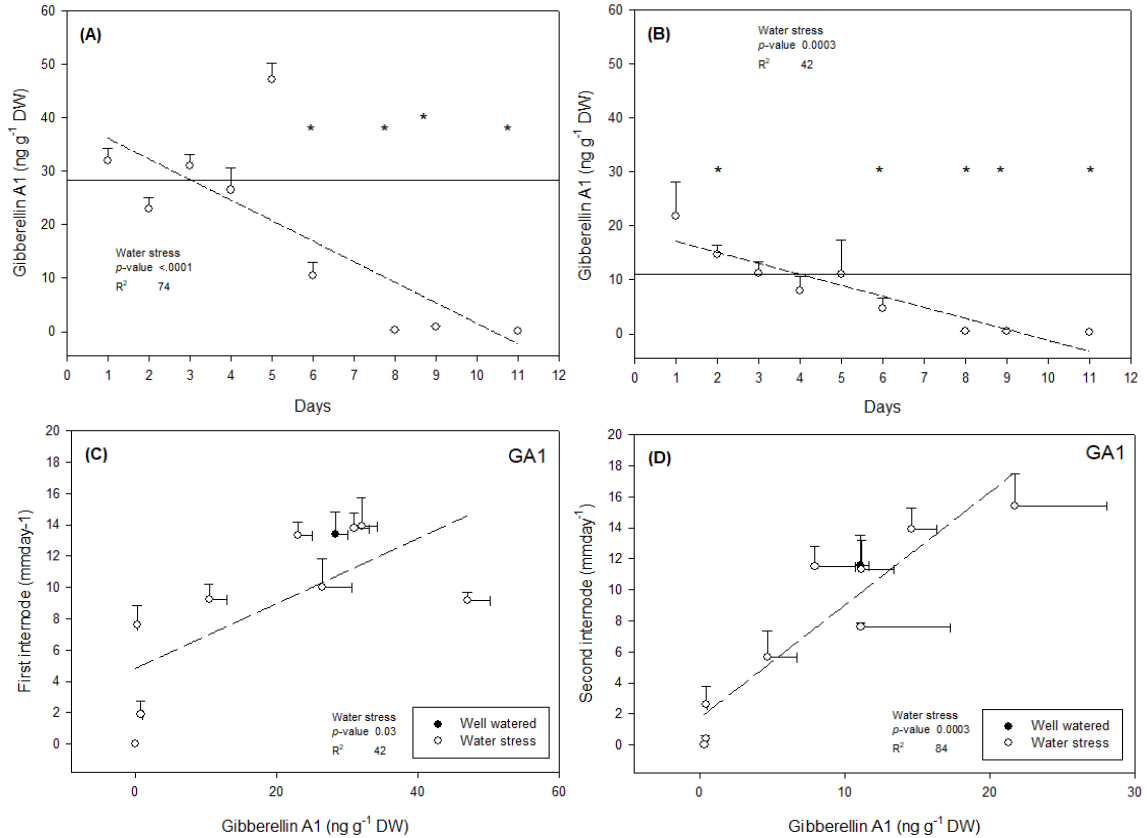 (A)
Gibberellin A1 (ng g⁻¹ DW)
60
50
40
30
20
10
0
* * * *
Water stress
p-value <.0001
R² 74
0 1 2 3 4 5 6 7 8 9 10 11 12
Days
(B)
Gibberellin A1 (ng g⁻¹ DW)
60
50
40
30
20
10
0
Water stress
p-value 0.0003
R² 42
* * * * *
0 1 2 3 4 5 6 7 8 9 10 11 12
Days
(C)
GA1
First internode (mmday-1)
20
18
16
14
12
10
8
6
4
2
0
Water stress
p-value 0.03
R² 42
Well watered
Water stress
0 20 40 60
Gibberellin A1 (ng g⁻¹ DW)
(D)
GA1
Second internode (mmday⁻¹)
20
18
16
14
12
10
8
6
4
2
0
Water stress
p-value 0.0003
R² 84
Well watered
Water stress
0 10 20 30
Gibberellin A1 (ng g⁻¹ DW)